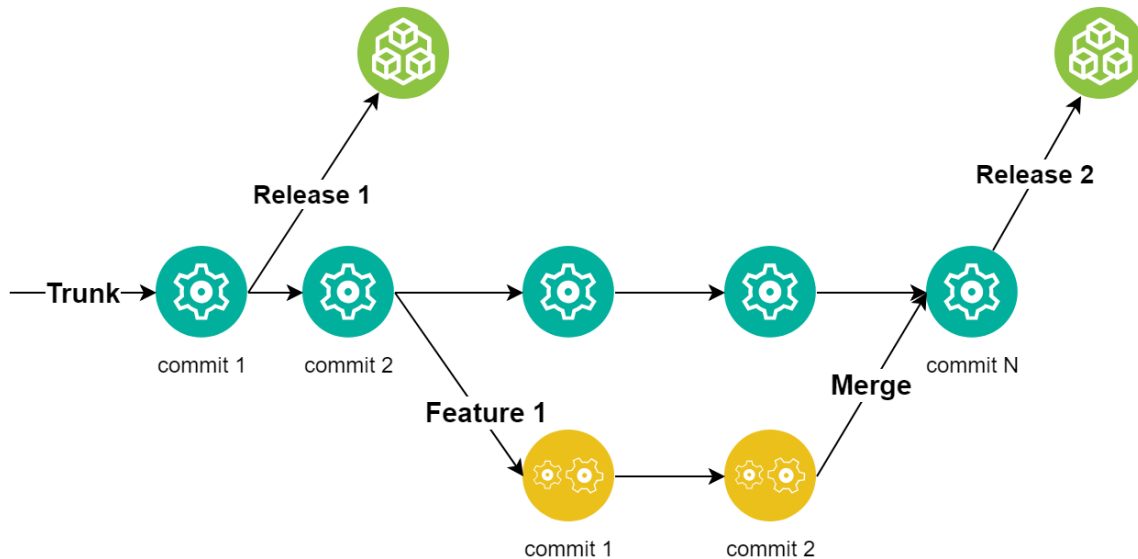 Release 1
Release 2
Trunk
commit 1
commit 2
commit N
Feature 1
Merge
commit 1
commit 2